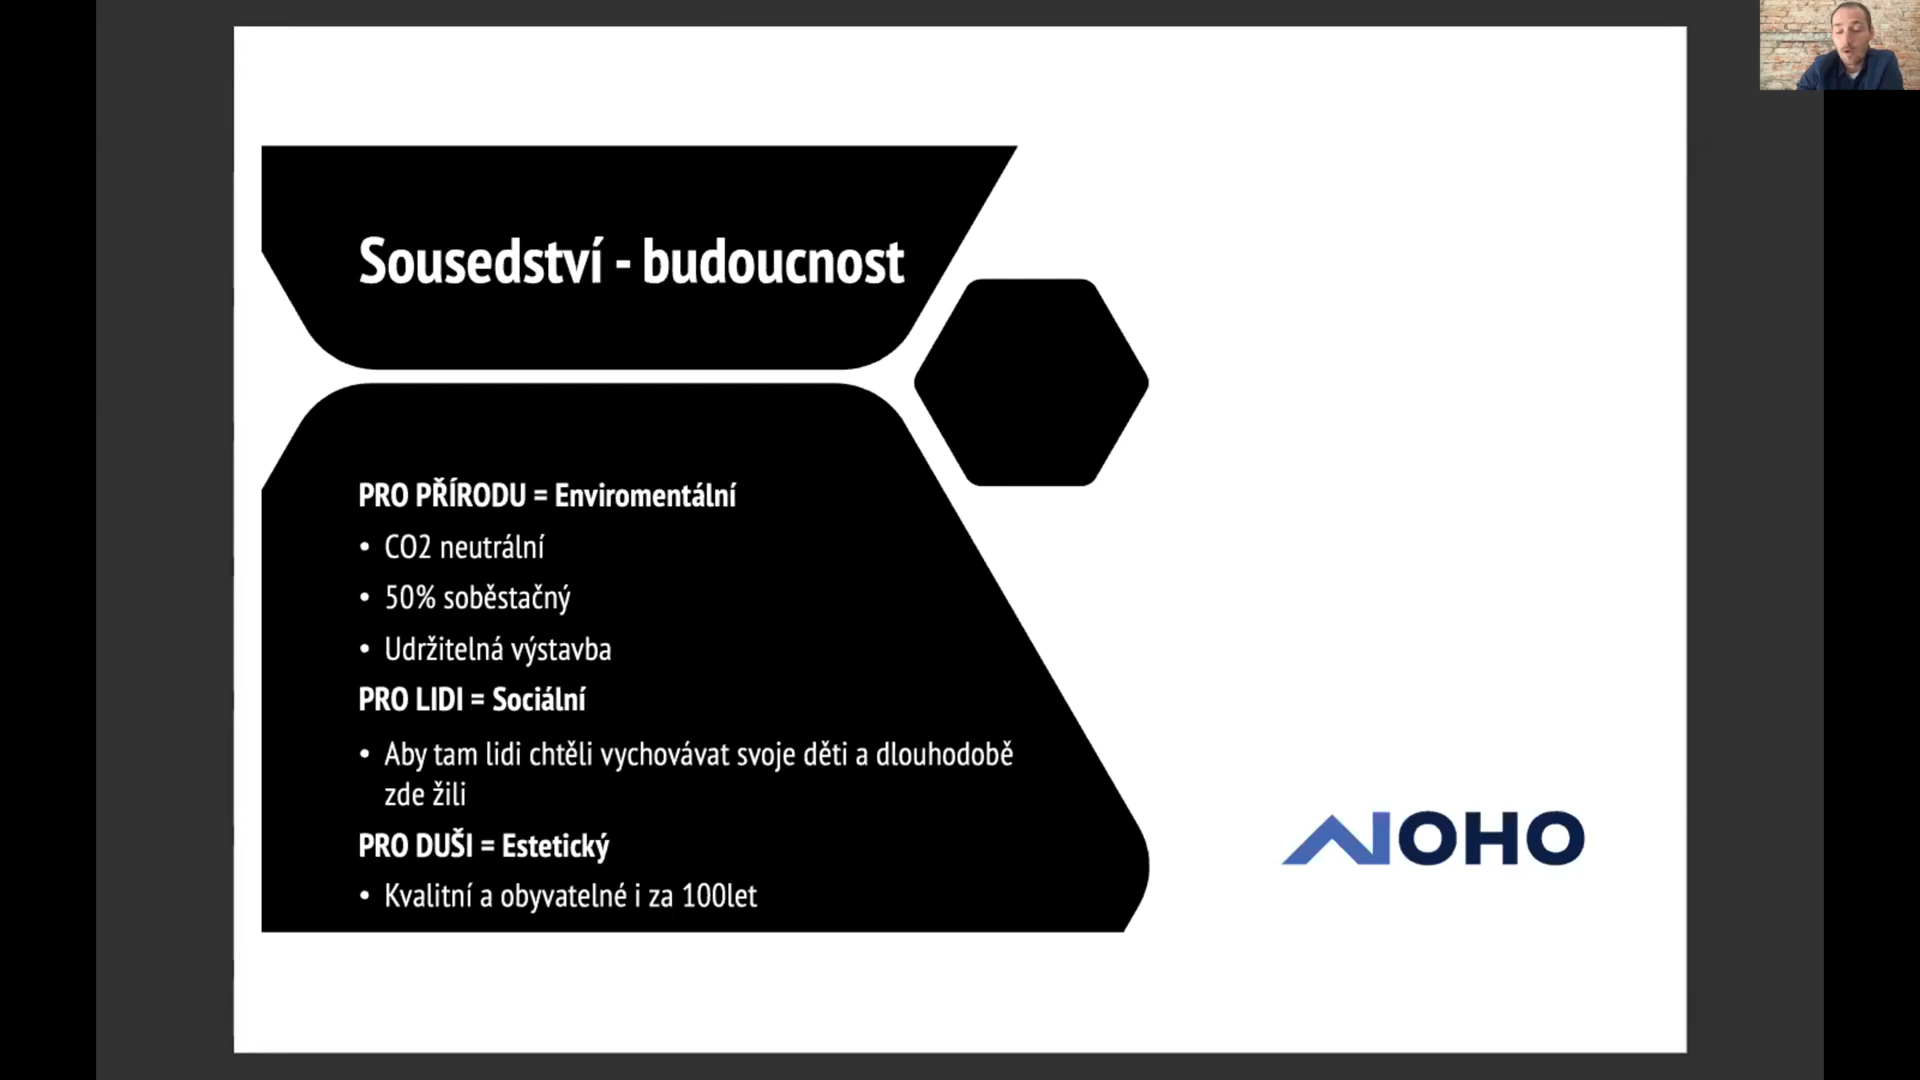 Sousedství - budoucnost
PRO PŘÍRODU = Enviromentální
• CO2 neutrální
• 50% soběstačný
• Udržitelná výstavba
PRO LIDI = Sociální
• Aby tam lidi chtěli vychovávat svoje děti a dlouhodobě
zde žili
PRO DUŠI = Estetický
• Kvalitní a obyvatelné i za 100let
NOHO